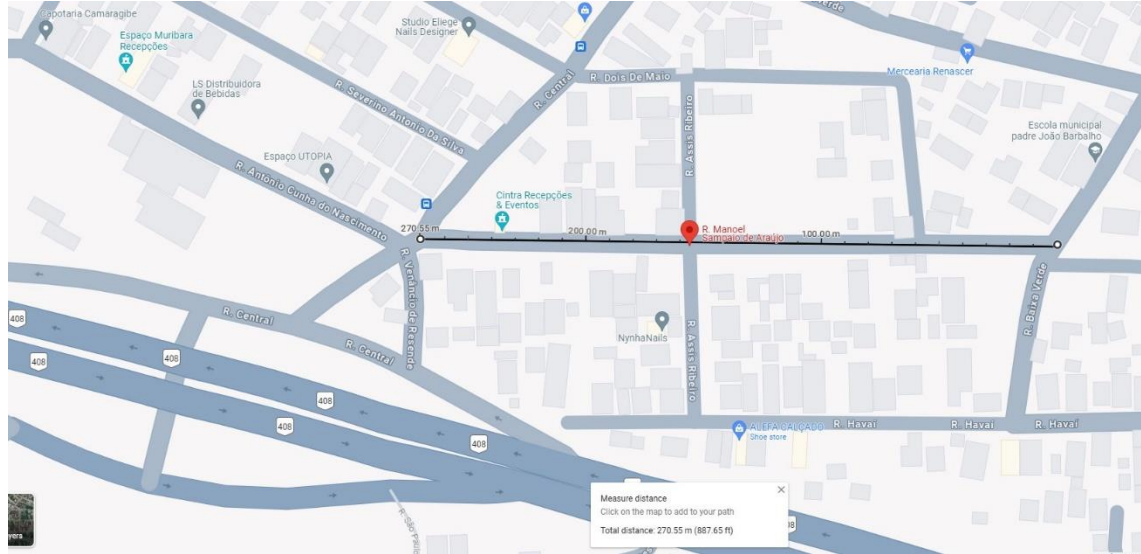 Capotaria Camaragibe
Espaço Muribara
Recepções
Studio Eliege
Nails Designer
LS Distribuidora
de Bebidas
R. Severino Antonio Da Silva
R. Central
R. Dois De Maio
Verde
Mercearia Renascer
Escola municipal
padre João Barbalho
Espaço UTOPIA
R. Antônio Cunha do Nascimento
R. Assis Ribeiro
Cintra Recepções
& Eventos
270.55 m
200.00 m
R. Manoel
Sampaio de Araújo
100.00 m
R. Venâncio de Resende
R. Baixa Verde
R. Central
R. Central
NynhaNails
R. Assis Ribeiro
408
408
408
408
408
408
ALEFA CALÇADO
Shoe store
R. Havaí
R. Havaí
R. Havaí
Measure distance
Click on the map to add to your path
Total distance: 270.55 m (887.65 ft)